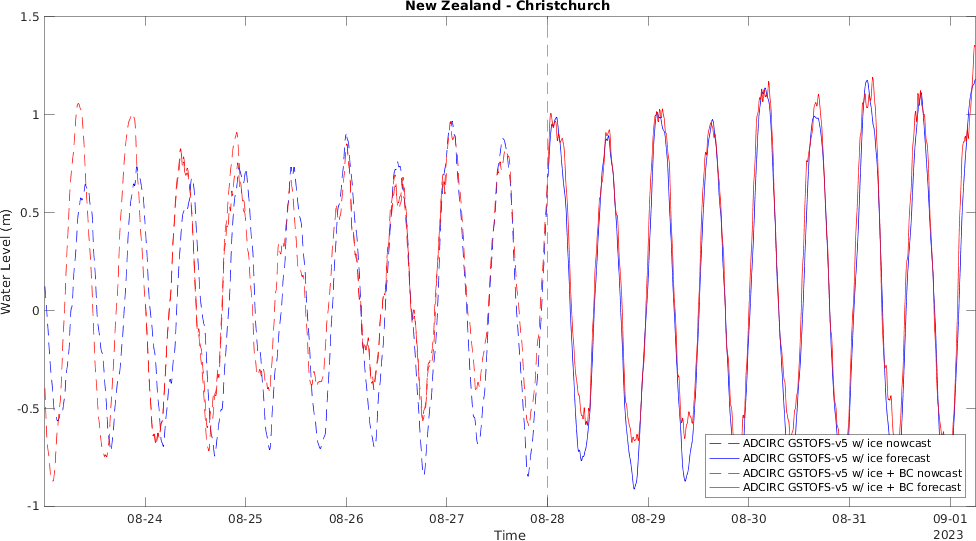 New Zealand - Christchurch
1.5
1
0.5
0
-0.5
-1
Water Level (m)
08-24
08-25
08-26
08-27
08-28
08-29
08-30
08-31
09-01
2023
Time
ADCIRC GSTOFS-v5 w/ ice nowcast
ADCIRC GSTOFS-v5 w/ ice forecast
ADCIRC GSTOFS-v5 w/ ice + BC nowcast
ADCIRC GSTOFS-v5 w/ ice + BC forecast